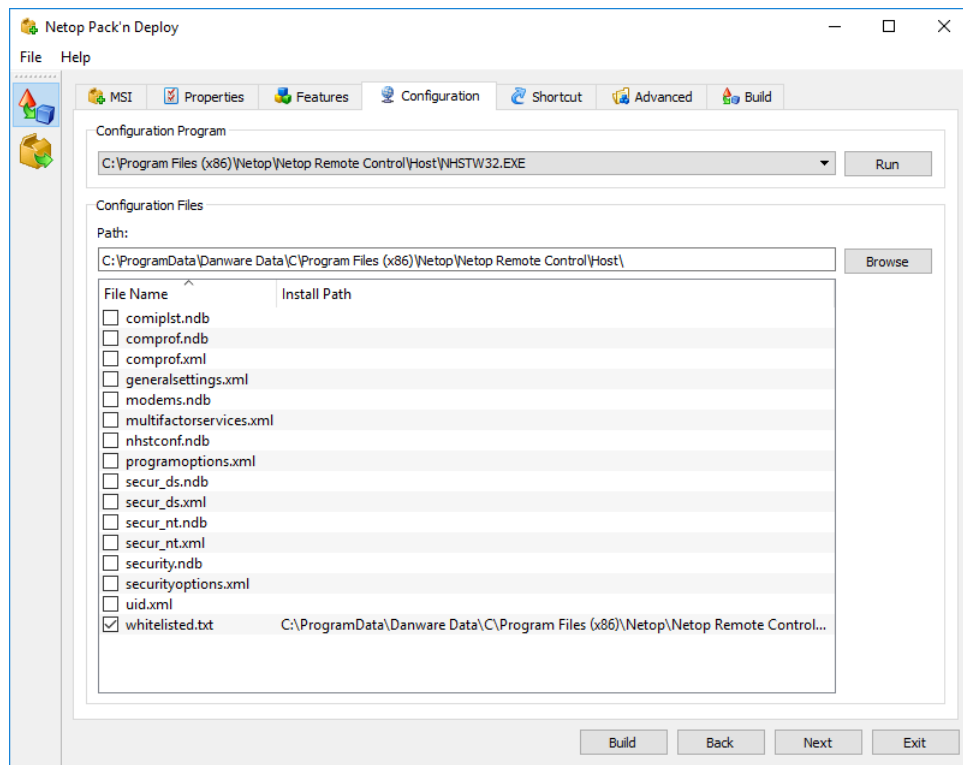 Netop Pack'n Deploy
File Help
MSI Properties Features Configuration Shortcut Advanced Build
Configuration Program
C:\Program Files (x86)\Netop\Netop Remote Control\Host\NHSTW32.EXE Run
Configuration Files
Path:
C:\ProgramData\Danware Data\C\Program Files (x86)\Netop\Netop Remote Control\Host\ Browse
File Name Install Path
comiplst.ndb
comprof.ndb
comprof.xml
generalsettings.xml
modems.ndb
multifactorservices.xml
nhstconf.ndb
programoptions.xml
secur_ds.ndb
secur_ds.xml
secur_nt.ndb
secur_nt.xml
security.ndb
securityoptions.xml
uid.xml
whitelisted.txt C:\ProgramData\Danware Data\C\Program Files (x86)\Netop\Netop Remote Control...
Build Back Next Exit